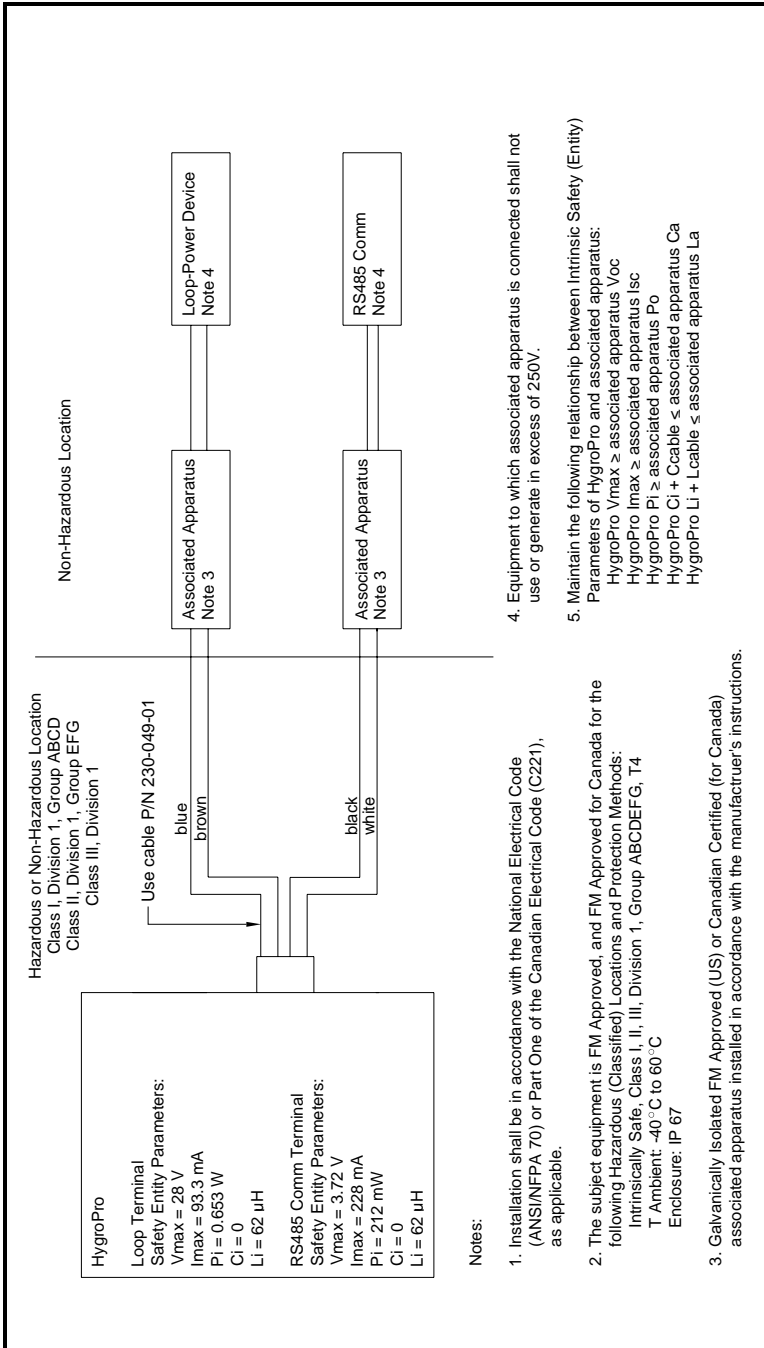 Hazardous or Non-Hazardous Location
Class I, Division 1, Group ABCD
Class II, Division 1, Group EFG
Class III, Division 1
Non-Hazardous Location
Use cable P/N 230-049-01
HygroPro
Loop Terminal
Safety Entity Parameters:
Vmax = 28 V
Imax = 93.3 mA
Pi = 0.653 W
Ci = 0
Li = 62 µH
RS485 Comm Terminal
Safety Entity Parameters:
Vmax = 3.72 V
Imax = 228 mA
Pi = 212 mW
Ci = 0
Li = 62 µH
blue
brown
black
white
Associated Apparatus
Note 3
Loop-Power Device
Note 4
Associated Apparatus
Note 3
RS485 Comm
Note 4
Notes:
1. Installation shall be in accordance with the National Electrical Code
(ANSI/NFPA 70) or Part One of the Canadian Electrical Code (C221),
as applicable.
2. The subject equipment is FM Approved, and FM Approved for Canada for the
following Hazardous (Classified) Locations and Protection Methods:
Intrinsically Safe, Class I, II, III, Division 1, Group ABCDEFG, T4
T Ambient: -40°C to 60°C
Enclosure: IP 67
3. Galvanically Isolated FM Approved (US) or Canadian Certified (for Canada)
associated apparatus installed in accordance with the manufactruer's instructions.
4. Equipment to which associated apparatus is connected shall not
use or generate in excess of 250V.
5. Maintain the following relationship between Intrinsic Safety (Entity)
Parameters of HygroPro and associated apparatus:
HygroPro Vmax ≥ associated apparatus Voc
HygroPro Imax ≥ associated apparatus Isc
HygroPro Pi ≥ associated apparatus Po
HygroPro Ci + Ccable ≤ associated apparatus Ca
HygroPro Li + Lcable ≤ associated apparatus La